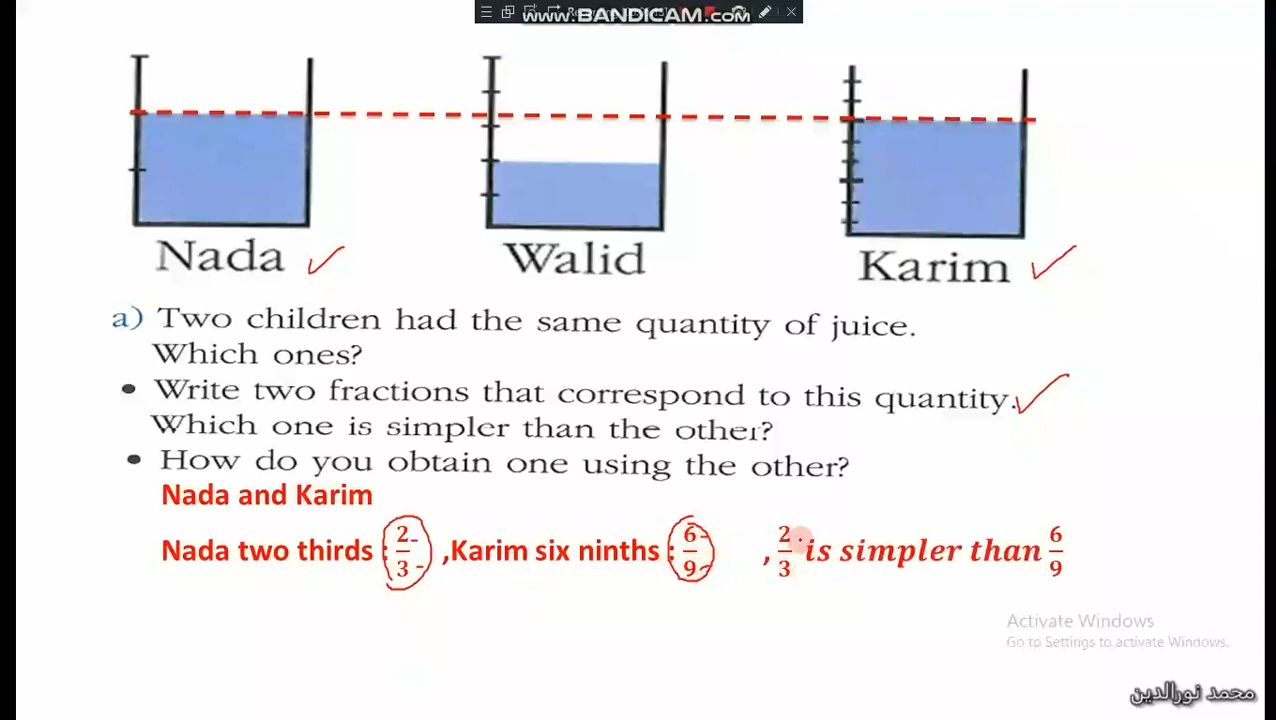 www.BANDICAM.com
Nada
Walid
Karim
a) Two children had the same quantity of juice.
Which ones?
• Write two fractions that correspond to this quantity.
Which one is simpler than the other?
• How do you obtain one using the other?
Nada and Karim
Nada two thirds : 2/3 ,Karim six ninths : 6/9 , 2/3 is simpler than 6/9
Activate Windows
Go to Settings to activate Windows.
محمد نورالدين